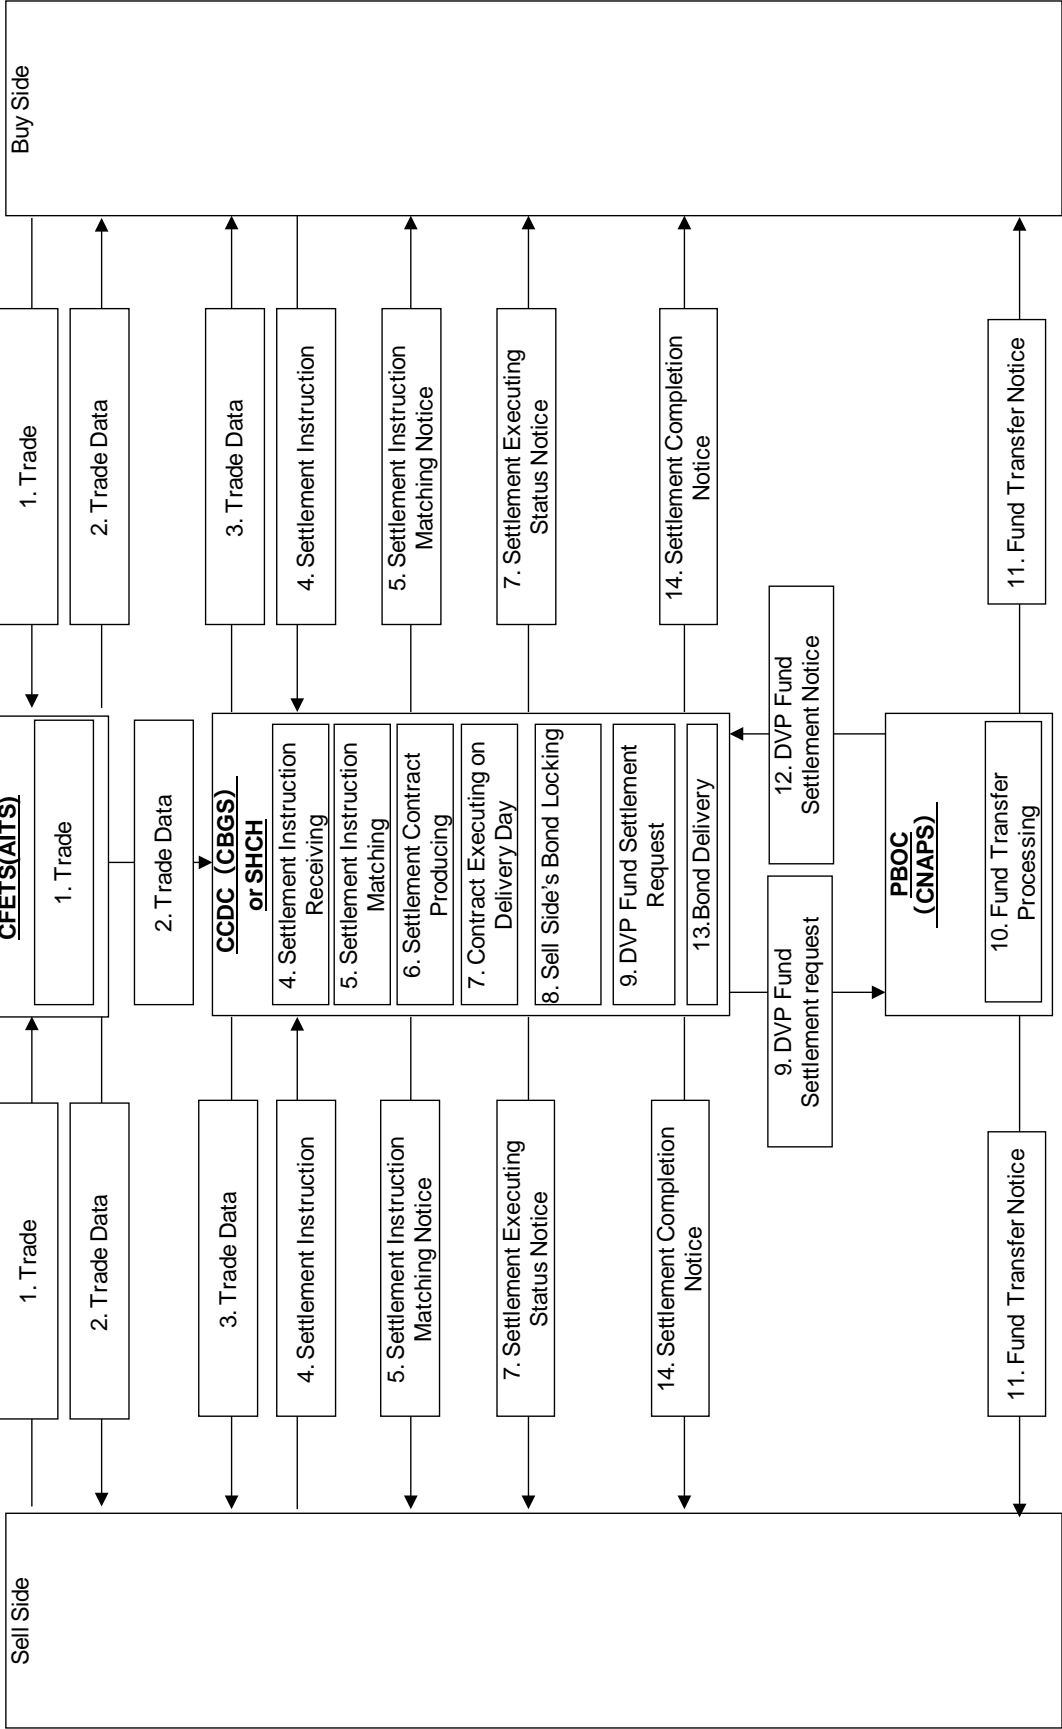 Sell Side
Buy Side
CFETS(AITS)
1. Trade
1. Trade
1. Trade
2. Trade Data
2. Trade Data
2. Trade Data
CCDC (CBGS)
or SHCH
3. Trade Data
3. Trade Data
4. Settlement Instruction
4. Settlement Instruction
Receiving
4. Settlement Instruction
5. Settlement Instruction
Matching Notice
5. Settlement Instruction
Matching
5. Settlement Instruction
Matching Notice
6. Settlement Contract
Producing
7. Settlement Executing
Status Notice
7. Contract Executing on
Delivery Day
7. Settlement Executing
Status Notice
8. Sell Side's Bond Locking
9. DVP Fund Settlement
Request
14. Settlement Completion
Notice
13.Bond Delivery
14. Settlement Completion
Notice
9. DVP Fund
Settlement request
12. DVP Fund
Settlement Notice
PBOC
(CNAPS)
11. Fund Transfer Notice
10. Fund Transfer
Processing
11. Fund Transfer Notice